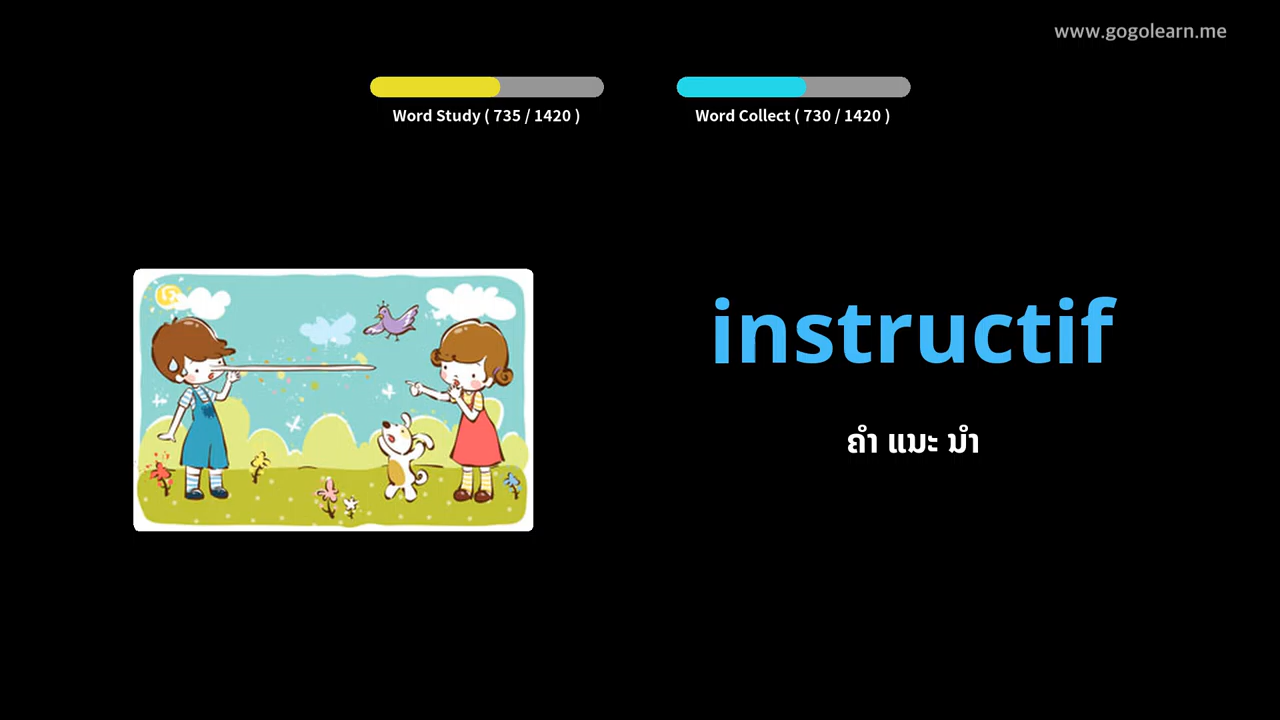 www.gogolearn.me
Word Study ( 735 / 1420 )
Word Collect ( 730 / 1420 )
instructif
ຄໍາ ແນະ ນໍາ